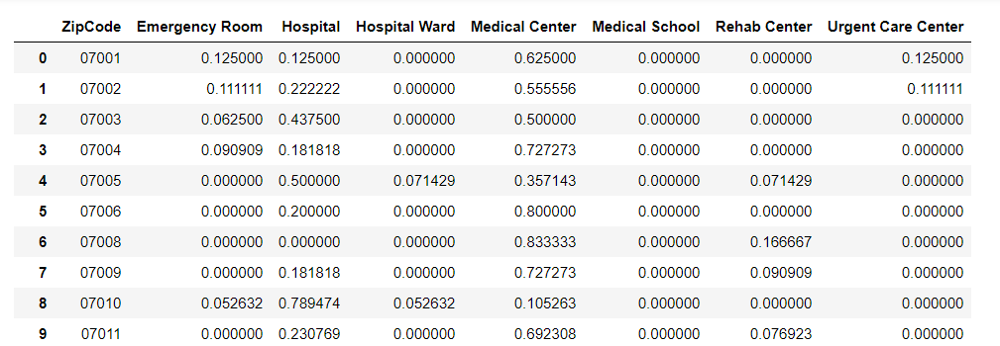 ZipCode Emergency Room Hospital Hospital Ward Medical Center Medical School Rehab Center Urgent Care Center
0 07001 0.125000 0.125000 0.000000 0.625000 0.000000 0.000000 0.125000
1 07002 0.111111 0.222222 0.000000 0.555556 0.000000 0.000000 0.111111
2 07003 0.062500 0.437500 0.000000 0.500000 0.000000 0.000000 0.000000
3 07004 0.090909 0.181818 0.000000 0.727273 0.000000 0.000000 0.000000
4 07005 0.000000 0.500000 0.071429 0.357143 0.000000 0.071429 0.000000
5 07006 0.000000 0.200000 0.000000 0.800000 0.000000 0.000000 0.000000
6 07008 0.000000 0.000000 0.000000 0.833333 0.000000 0.166667 0.000000
7 07009 0.000000 0.181818 0.000000 0.727273 0.000000 0.090909 0.000000
8 07010 0.052632 0.789474 0.052632 0.105263 0.000000 0.000000 0.000000
9 07011 0.000000 0.230769 0.000000 0.692308 0.000000 0.076923 0.000000